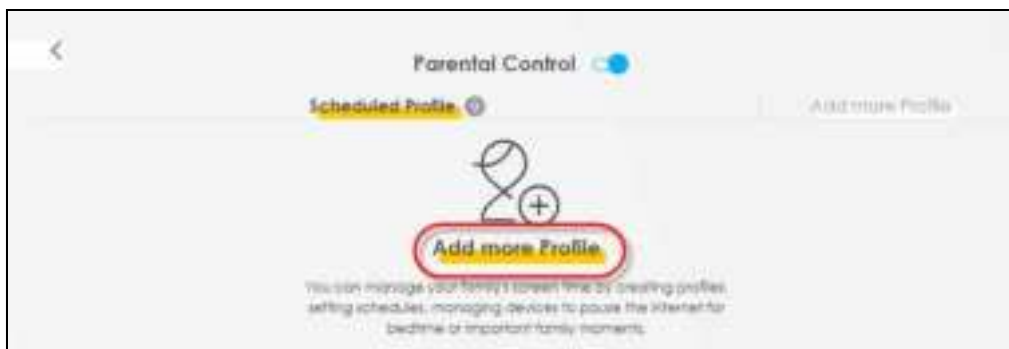 Parental Control
Scheduled Profile
Add more Profile
Add more Profile
You can manage your family's screen time by creating profiles,
setting schedules, managing devices to pause the internet for
bedtime or important family moments.